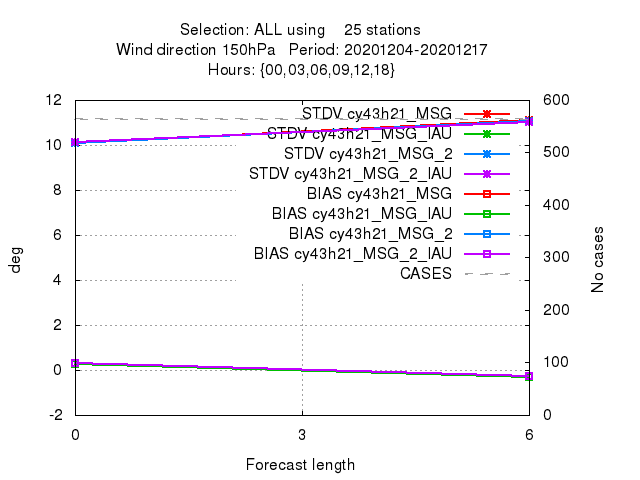 Selection: ALL using 25 stations
Wind direction 150hPa Period: 20201204-20201217
Hours: {00,03,06,09,12,18}
STDV cy43h21_MSG
STDV cy43h21_MSG_IAU
STDV cy43h21_MSG_2
STDV cy43h21_MSG_2_IAU
BIAS cy43h21_MSG
BIAS cy43h21_MSG_IAU
BIAS cy43h21_MSG_2
BIAS cy43h21_MSG_2_IAU
CASES
12
10
8
6
4
2
0
-2
deg
600
500
400
300
200
100
0
No cases
0 3 6
Forecast length